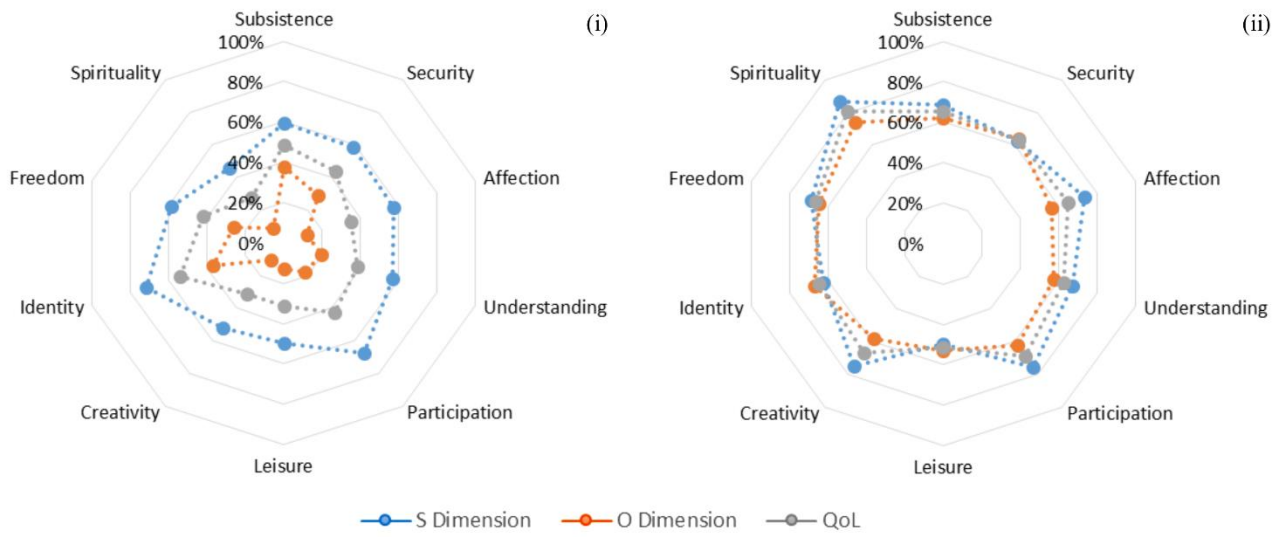 (i)
Subsistence
100%
80%
60%
40%
20%
0%
Security
Affection
Understanding
Participation
Leisure
Creativity
Identity
Freedom
Spirituality
(ii)
Subsistence
100%
80%
60%
40%
20%
0%
Security
Affection
Understanding
Participation
Leisure
Creativity
Identity
Freedom
Spirituality
S Dimension
O Dimension
QoL